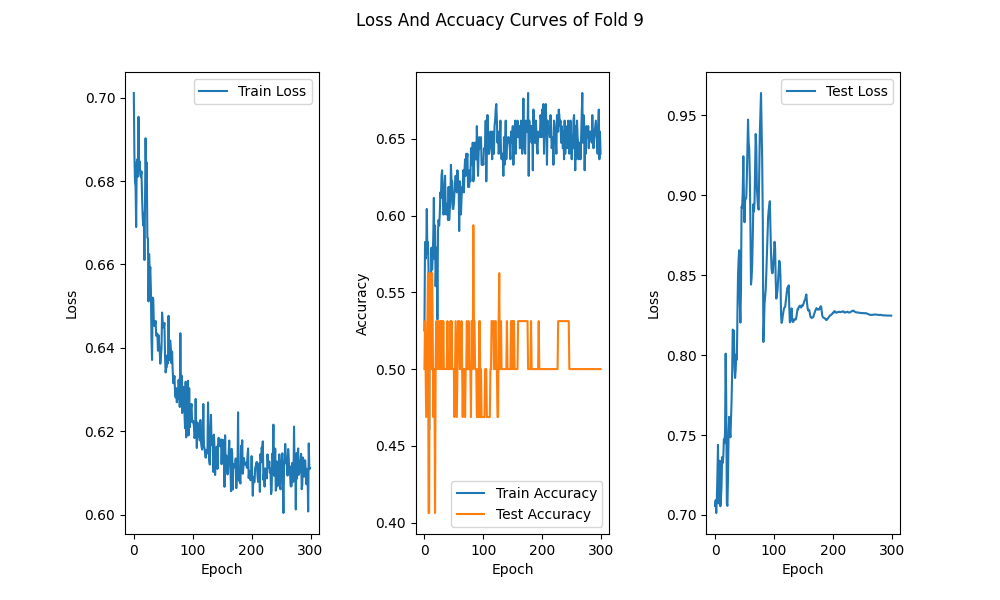 Loss And Accuacy Curves of Fold 9
Train Loss
0.70
0.68
0.66
0.64
0.62
0.60
Loss
0
100
200
300
Epoch
0.65
0.60
0.55
0.50
0.45
0.40
Accuracy
Train Accuracy
Test Accuracy
0
100
200
300
Epoch
Test Loss
0.95
0.90
0.85
0.80
0.75
0.70
Loss
0
100
200
300
Epoch